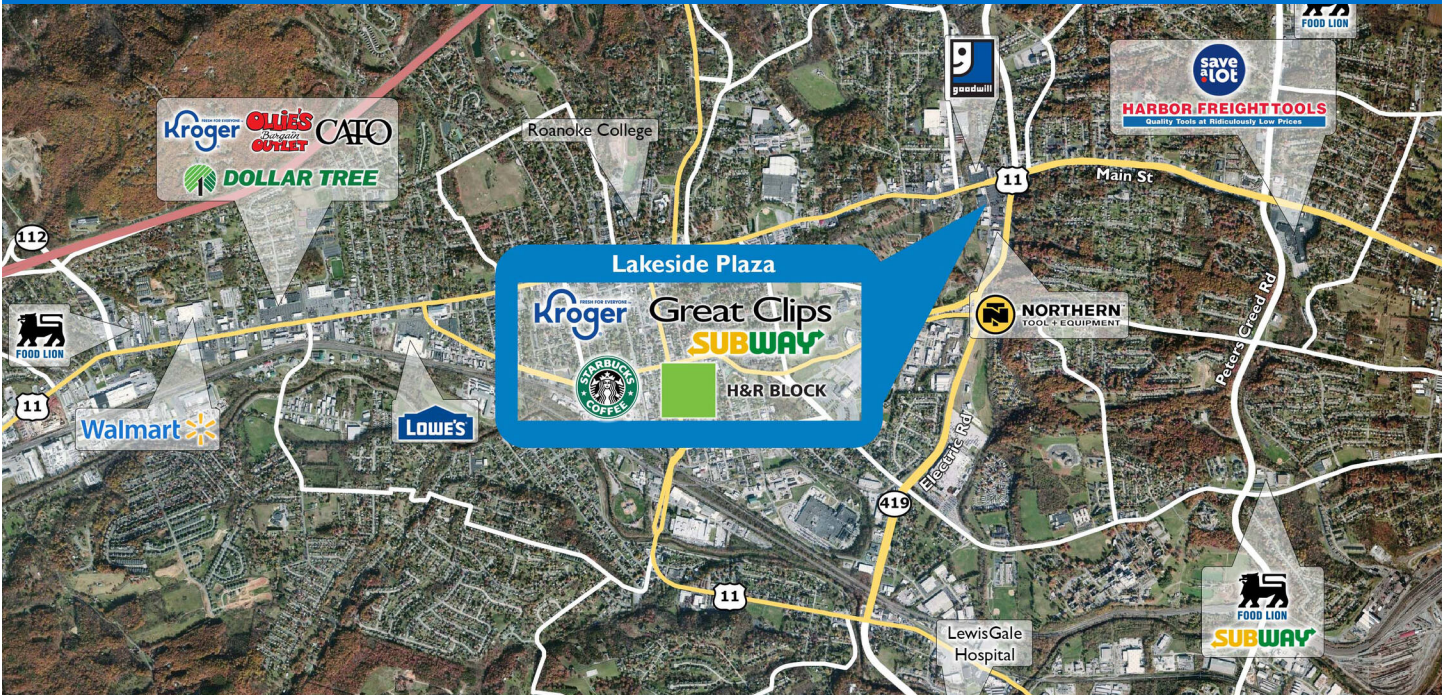 FOOD LION
goodwill
save a lot
HARBOR FREIGHT TOOLS
Quality Tools at Ridiculously Low Prices
Kroger
FRESH FOR EVERYONE
OLLIE'S
Bargain
OUTLET
CATO
DOLLAR TREE
Roanoke College
11
Main St
112
Lakeside Plaza
Kroger
FRESH FOR EVERYONE
Great Clips
SUBWAY
STARBUCKS
COFFEE
H&R BLOCK
NORTHERN
TOOL + EQUIPMENT
Peters Creed Rd
FOOD LION
11
Walmart
LOWE'S
Electric Rd
419
11
FOOD LION
SUBWAY
LewisGale
Hospital